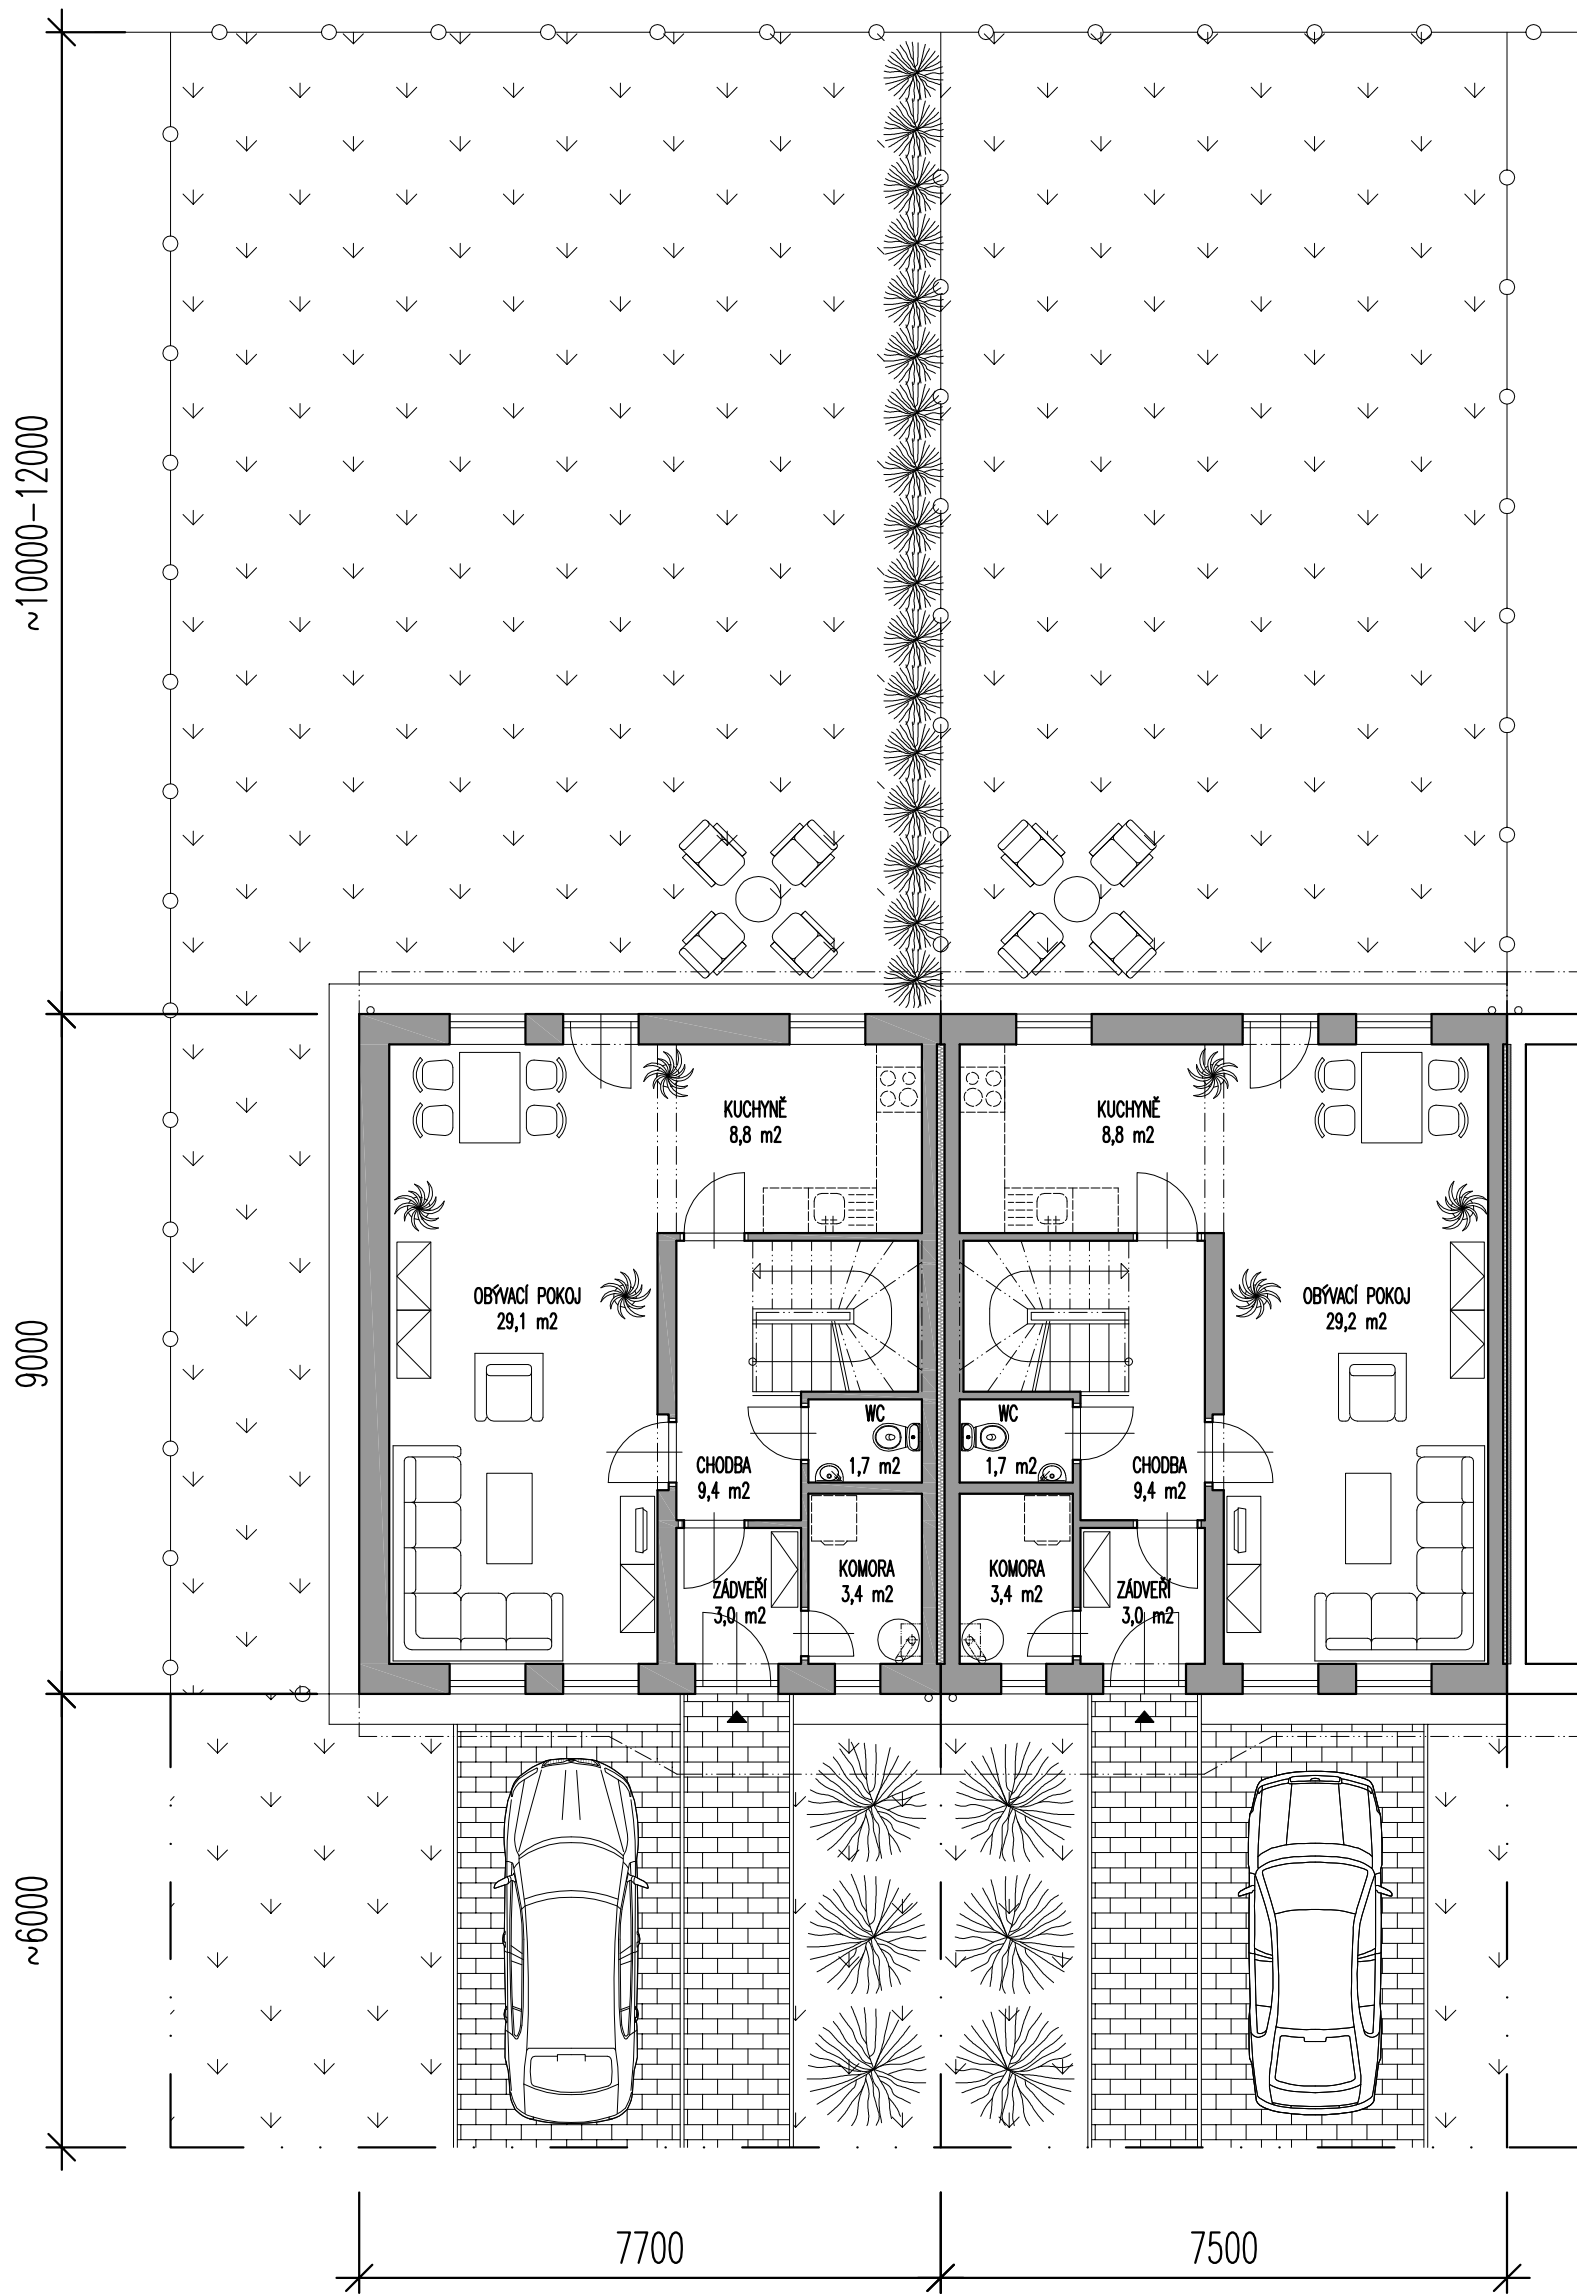 ~10000-12000
KUCHYNĚ
8,8 m2
KUCHYNĚ
8,8 m2
OBÝVACÍ POKOJ
29,1 m2
OBÝVACÍ POKOJ
29,2 m2
9000
WC
1,7 m2
WC
1,7 m2
CHODBA
9,4 m2
CHODBA
9,4 m2
KOMORA
3,4 m2
KOMORA
3,4 m2
ZÁDVEŘÍ
3,0 m2
ZÁDVEŘÍ
3,0 m2
~6000
7700
7500